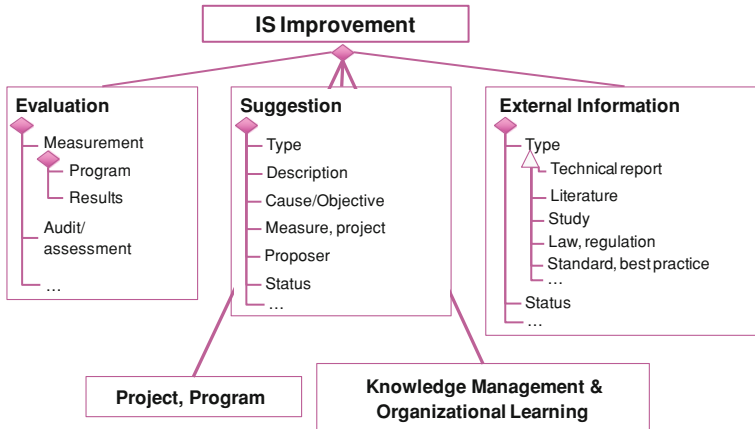 IS Improvement
Evaluation
Measurement
Program
Results
Audit/
assessment
…
Suggestion
Type
Description
Cause/Objective
Measure, project
Proposer
Status
…
External Information
Type
Technical report
Literature
Study
Law, regulation
Standard, best practice
…
Status
…
Project, Program
Knowledge Management &
Organizational Learning